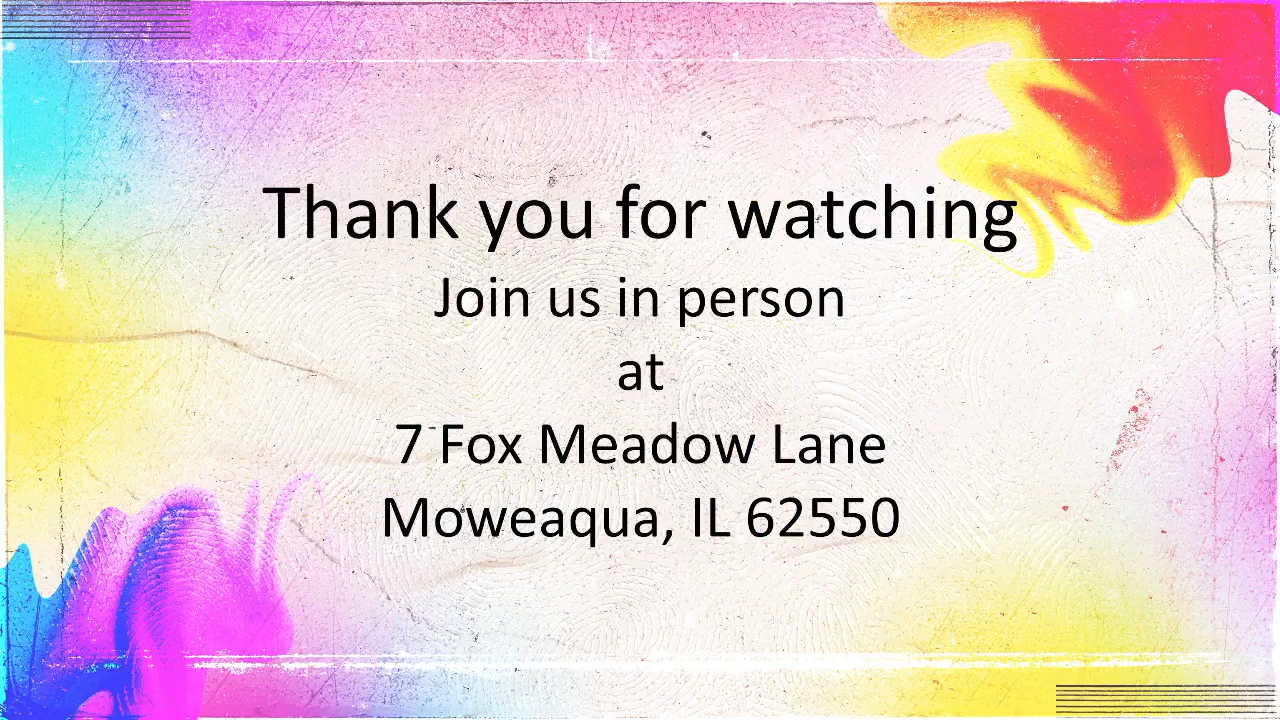 Thank you for watching
Join us in person
at
7 Fox Meadow Lane
Moweaqua, IL 62550